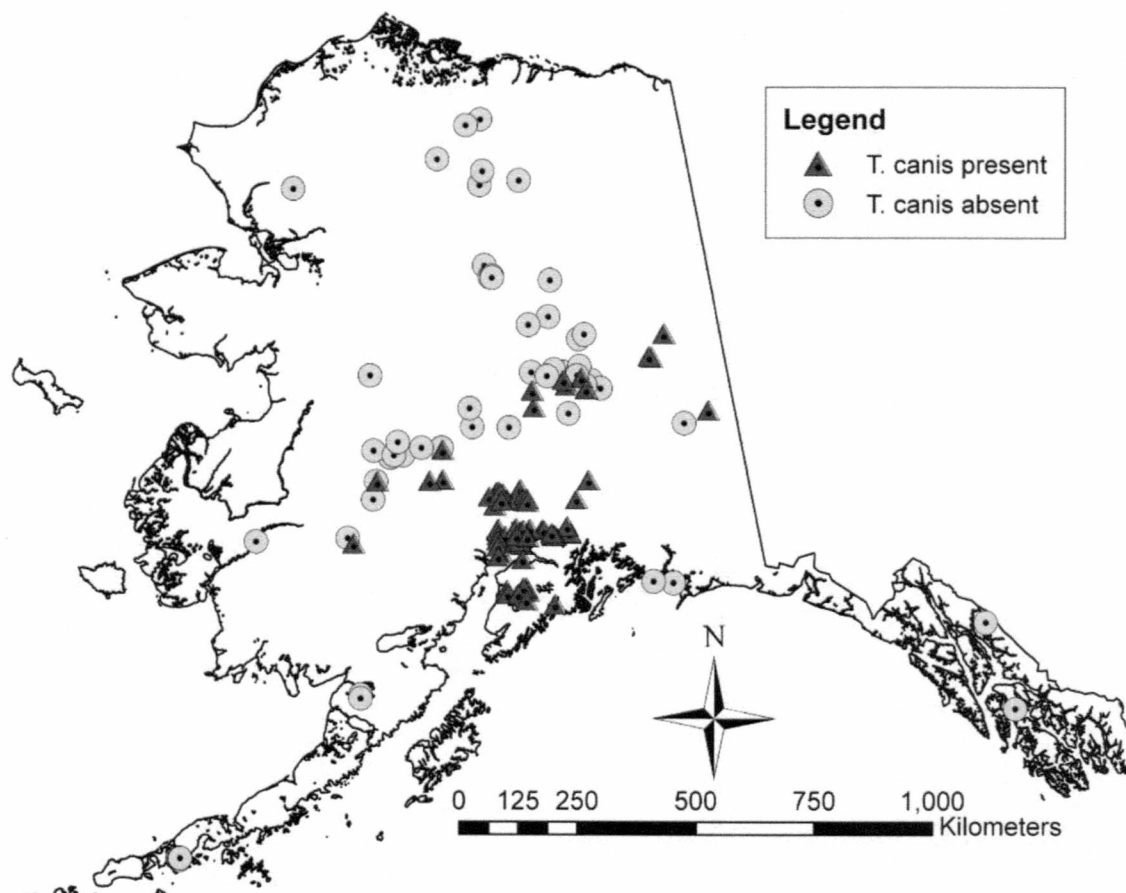 Legend
T. canis present
T. canis absent
N
0 125 250 500 750 1,000
Kilometers